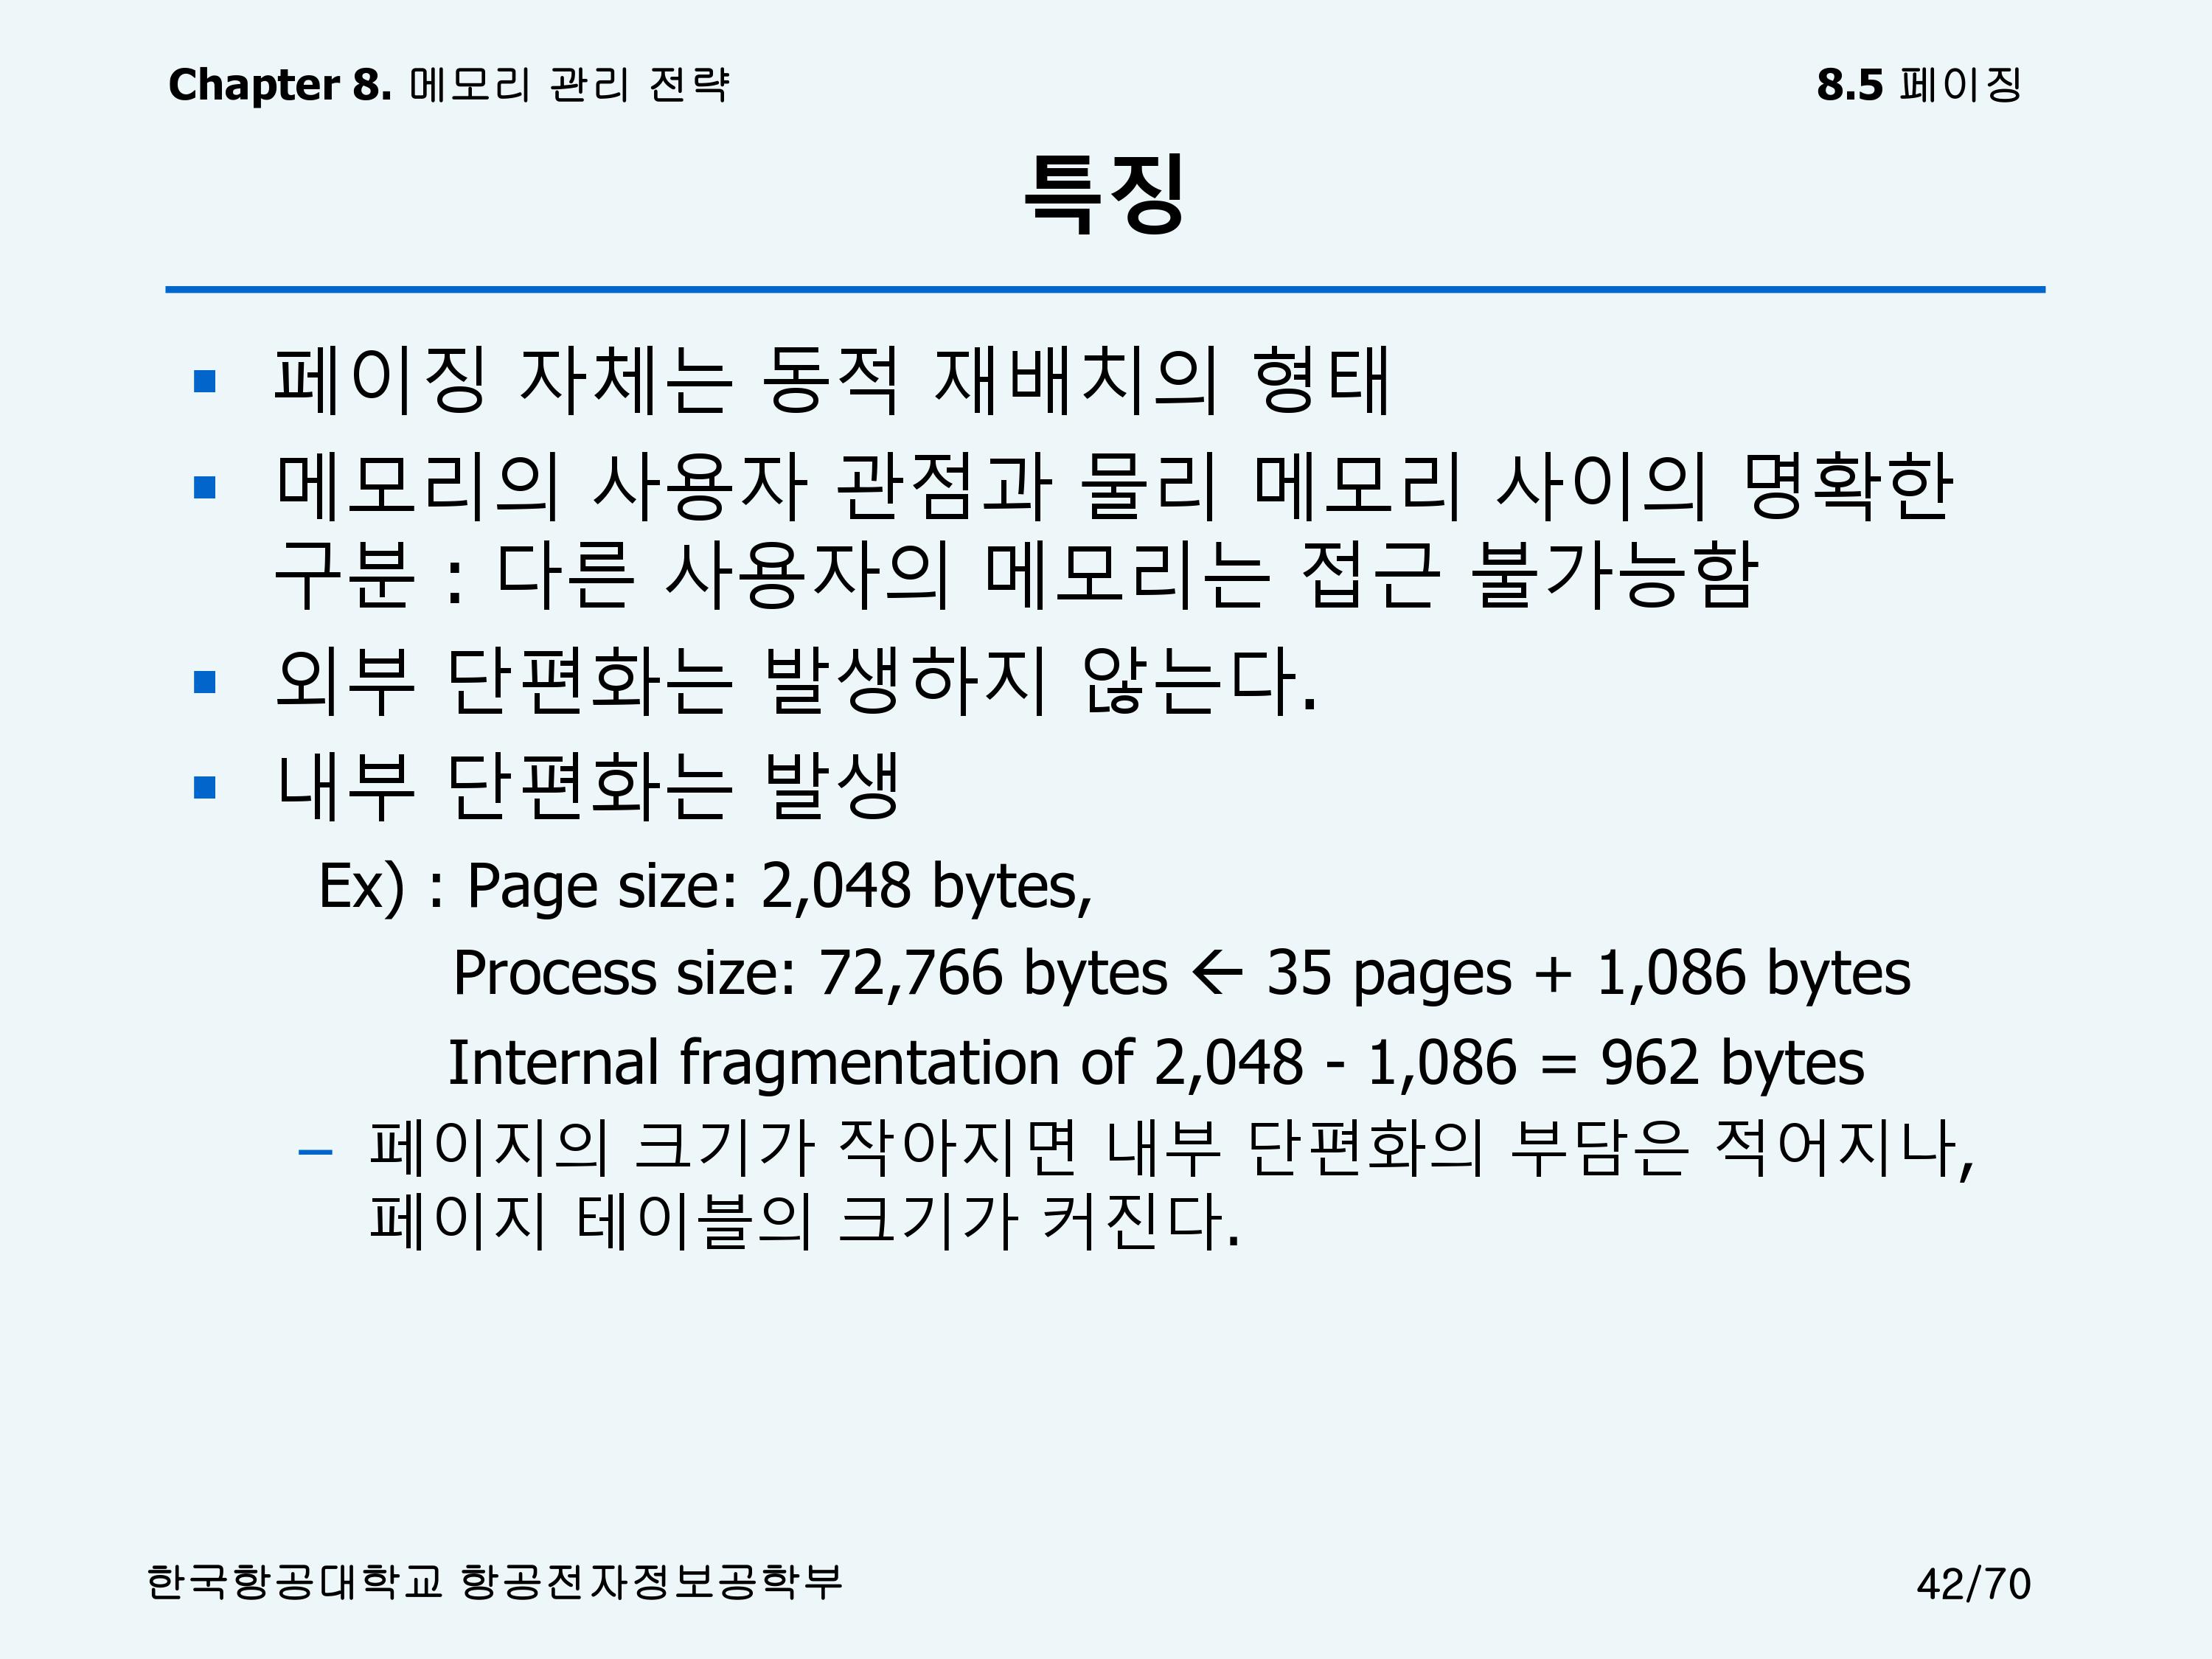 Chapter 8. 메모리 관리 전략
8.5 페이징
특징
▪ 페이징 자체는 동적 재배치의 형태
▪ 메모리의 사용자 관점과 물리 메모리 사이의 명확한
구분 : 다른 사용자의 메모리는 접근 불가능함
▪ 외부 단편화는 발생하지 않는다.
▪ 내부 단편화는 발생
Ex) : Page size: 2,048 bytes,
Process size: 72,766 bytes ← 35 pages + 1,086 bytes
Internal fragmentation of 2,048 - 1,086 = 962 bytes
– 페이지의 크기가 작아지면 내부 단편화의 부담은 적어지나,
페이지 테이블의 크기가 커진다.
한국항공대학교 항공전자정보공학부
42/70